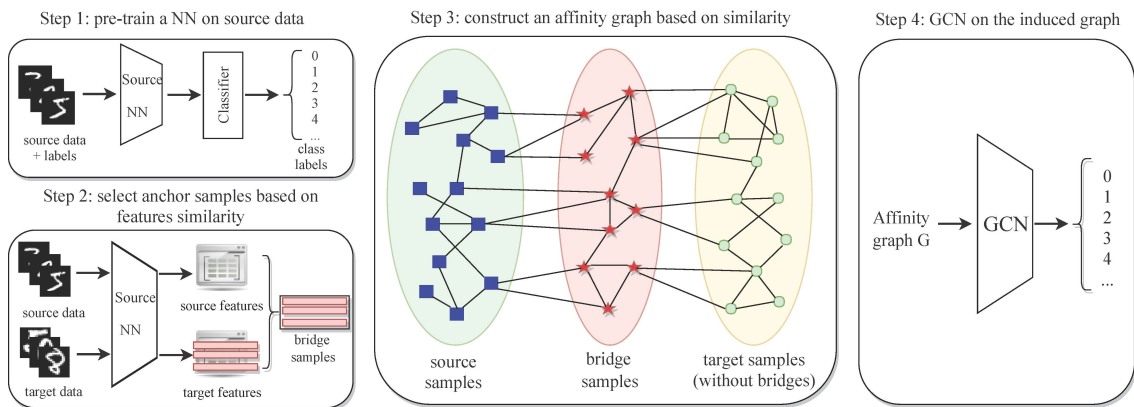 Step 1: pre-train a NN on source data
source data
+ labels
Source
NN
Classifier
0
1
2
3
4
...
class
labels
Step 2: select anchor samples based on
features similarity
source data
target data
Source
NN
source features
target features
bridge
samples
Step 3: construct an affinity graph based on similarity
source
samples
bridge
samples
target samples
(without bridges)
Step 4: GCN on the induced graph
Affinity
graph G
GCN
0
1
2
3
4
...